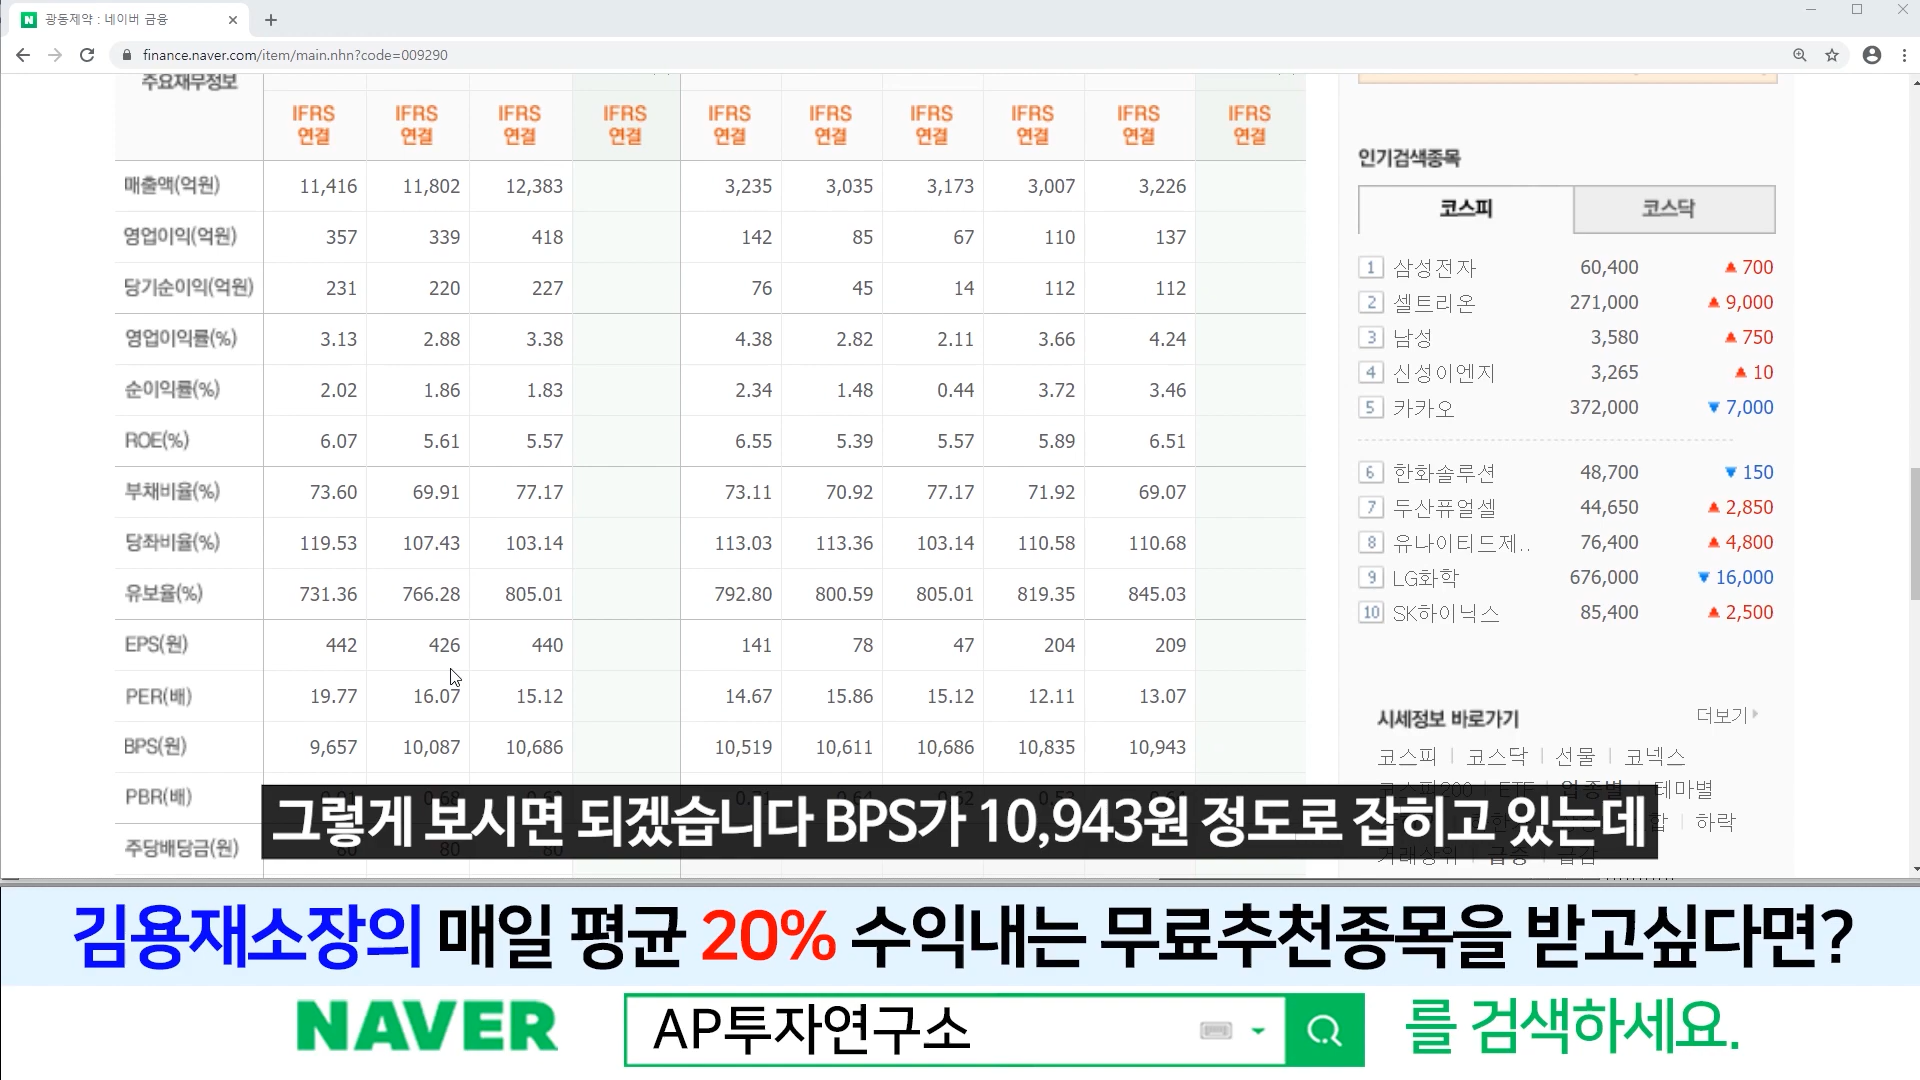 광동제약 : 네이버 금융
finance.naver.com/item/main.nhn?code=009290
주요재무정보
IFRS 연결 IFRS 연결 IFRS 연결 IFRS 연결 IFRS 연결 IFRS 연결 IFRS 연결 IFRS 연결 IFRS 연결 IFRS 연결
매출액(억원) 11,416 11,802 12,383 3,235 3,035 3,173 3,007 3,226
영업이익(억원) 357 339 418 142 85 67 110 137
당기순이익(억원) 231 220 227 76 45 14 112 112
영업이익률(%) 3.13 2.88 3.38 4.38 2.82 2.11 3.66 4.24
순이익률(%) 2.02 1.86 1.83 2.34 1.48 0.44 3.72 3.46
ROE(%) 6.07 5.61 5.57 6.55 5.39 5.57 5.89 6.51
부채비율(%) 73.60 69.91 77.17 73.11 70.92 77.17 71.92 69.07
당좌비율(%) 119.53 107.43 103.14 113.03 113.36 103.14 110.58 110.68
유보율(%) 731.36 766.28 805.01 792.80 800.59 805.01 819.35 845.03
EPS(원) 442 426 440 141 78 47 204 209
PER(배) 19.77 16.07 15.12 14.67 15.86 15.12 12.11 13.07
BPS(원) 9,657 10,087 10,686 10,519 10,611 10,686 10,835 10,943
PBR(배)
주당배당금(원)
인기검색종목
코스피 코스닥
1 삼성전자 60,400 ▲700
2 셀트리온 271,000 ▲9,000
3 남성 3,580 ▲750
4 신성이엔지 3,265 ▲10
5 카카오 372,000 ▼7,000
6 한화솔루션 48,700 ▼150
7 두산퓨얼셀 44,650 ▲2,850
8 유나이티드제.. 76,400 ▲4,800
9 LG화학 676,000 ▼16,000
10 SK하이닉스 85,400 ▲2,500
시세정보 바로가기 더보기
코스피 | 코스닥 | 선물 | 코넥스
코스피200 | ETF | 업종별 | 테마별
하락
거래상위 | 급증 | 급감
그렇게 보시면 되겠습니다 BPS가 10,943원 정도로 잡히고 있는데
김용재소장의 매일 평균 20% 수익내는 무료추천종목을 받고싶다면?
NAVER AP투자연구소 를 검색하세요.